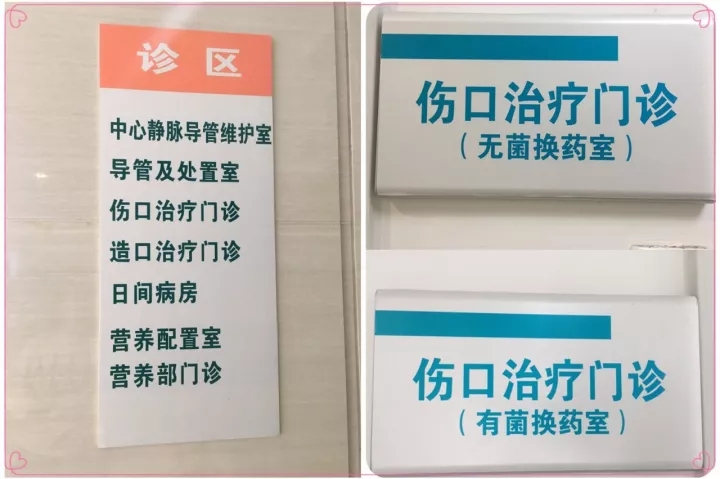 诊区
中心静脉导管维护室
导管及处置室
伤口治疗门诊
造口治疗门诊
日间病房
营养配置室
营养部门诊
伤口治疗门诊
（无菌换药室）
伤口治疗门诊
（有菌换药室）